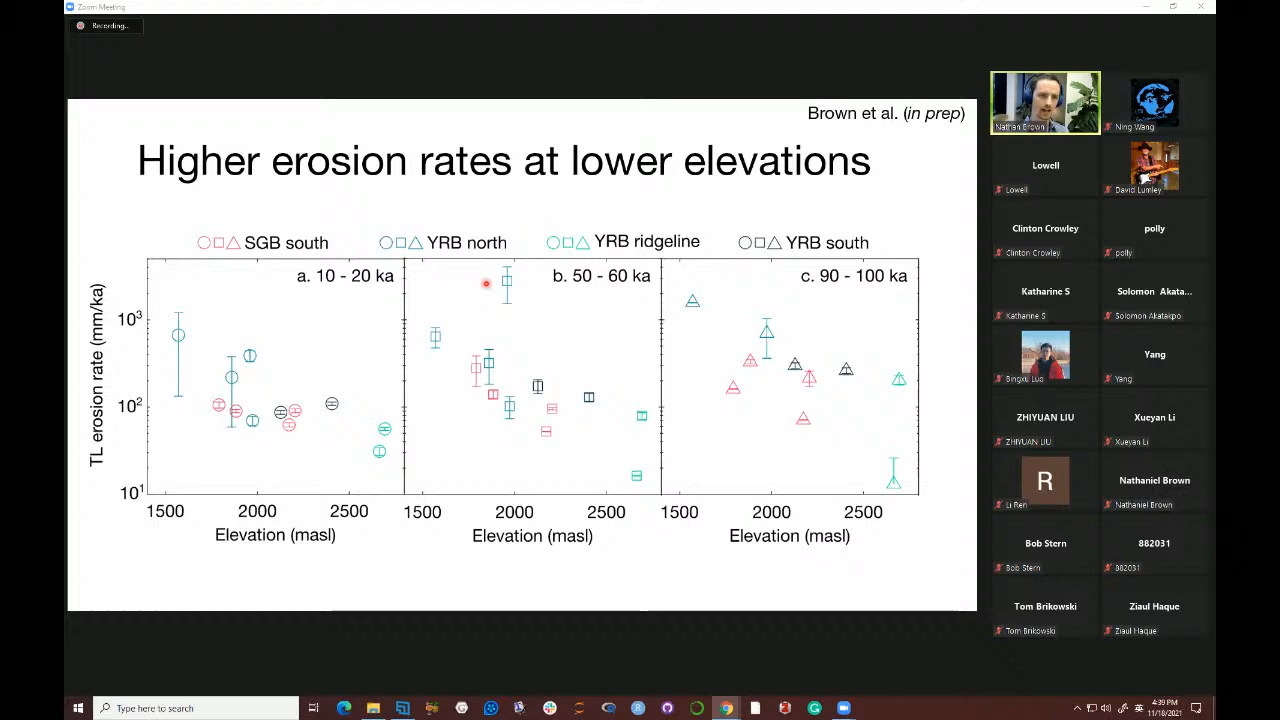 Zoom Meeting
Recording...
Brown et al. (in prep)
Higher erosion rates at lower elevations
SGB south
YRB north
YRB ridgeline
YRB south
a. 10 - 20 ka
b. 50 - 60 ka
c. 90 - 100 ka
TL erosion rate (mm/ka)
10³
10²
10¹
1500 2000 2500
1500 2000 2500
1500 2000 2500
Elevation (masl)
Elevation (masl)
Elevation (masl)
Nathan Brown
Ning Wang
Lowell
Lowell
David Lumley
Clinton Crowley
Clinton Crowley
polly
polly
Katharine S
Katharine S
Solomon Akata...
Solomon Akatakpo
Bingxu Luo
Yang
Yang
ZHIYUAN LIU
ZHIYUAN LIU
Xueyan Li
Xueyan Li
R
Li Ren
Nathaniel Brown
Nathaniel Brown
Bob Stern
Bob Stern
882031
882031
Tom Brikowski
Tom Brikowski
Ziaul Haque
Ziaul Haque
Type here to search
4:39 PM
11/18/2021